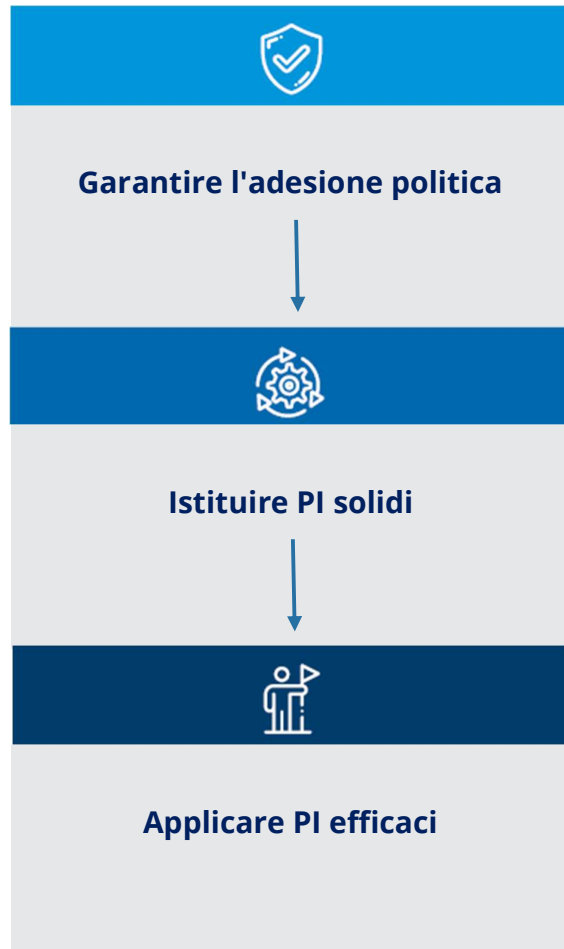 Garantire l'adesione politica
Istituire PI solidi
Applicare PI efficaci